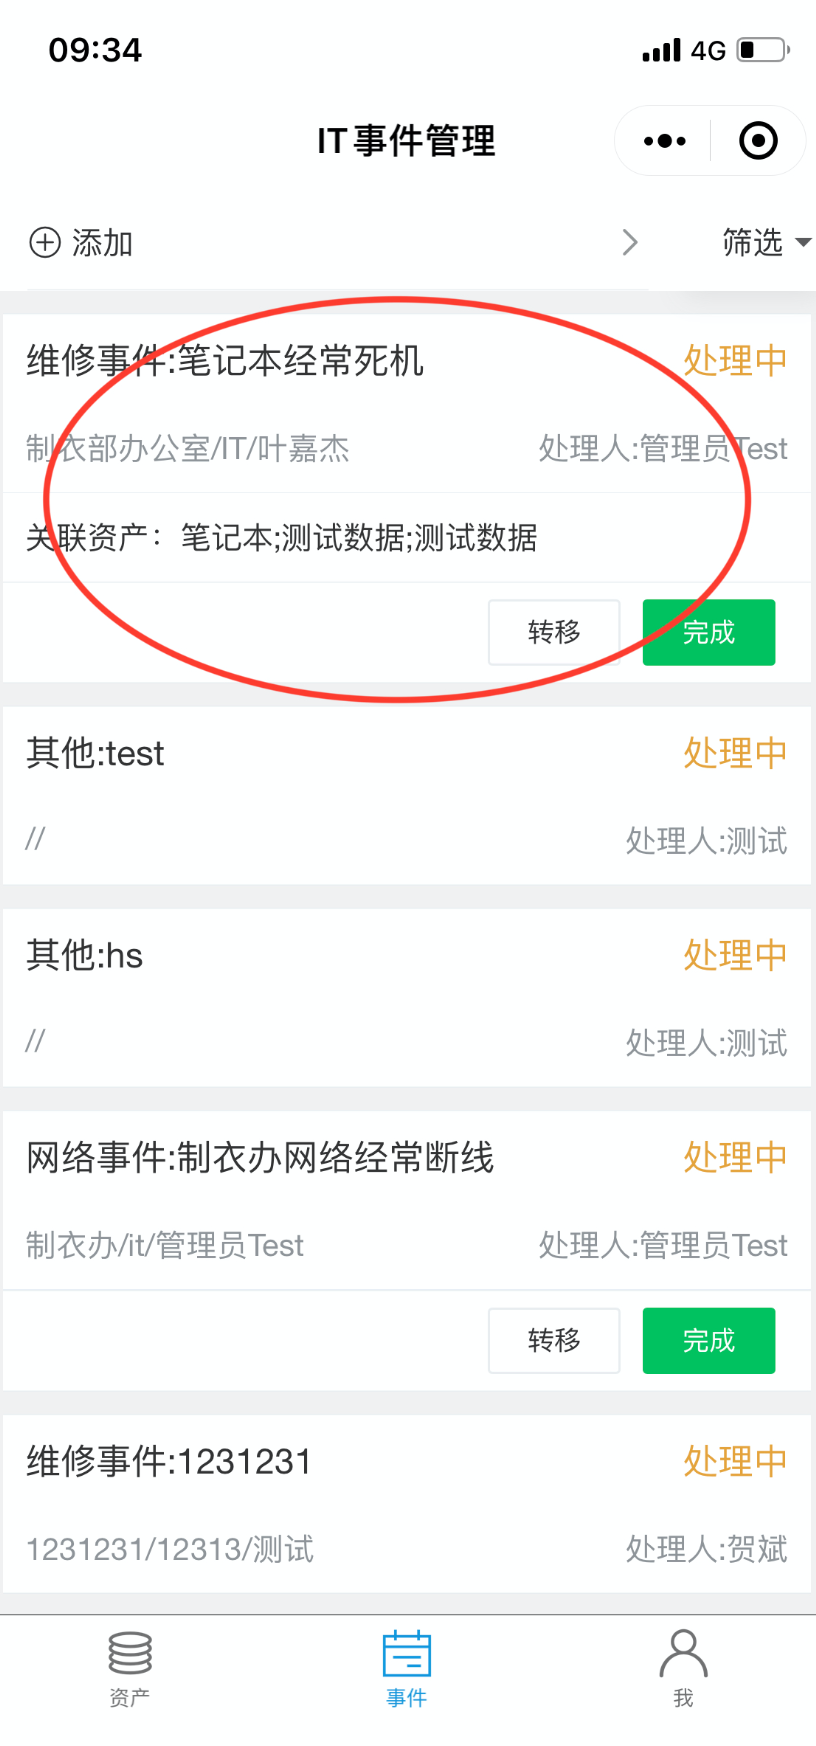 09:34 4G
IT事件管理
添加 筛选
维修事件:笔记本经常死机 处理中
制衣部办公室/IT/叶嘉杰 处理人:管理员Test
关联资产：笔记本;测试数据;测试数据
转移 完成
其他:test 处理中
// 处理人:测试
其他:hs 处理中
// 处理人:测试
网络事件:制衣办网络经常断线 处理中
制衣办/it/管理员Test 处理人:管理员Test
转移 完成
维修事件:1231231 处理中
1231231/12313/测试 处理人:贺斌
资产 事件 我